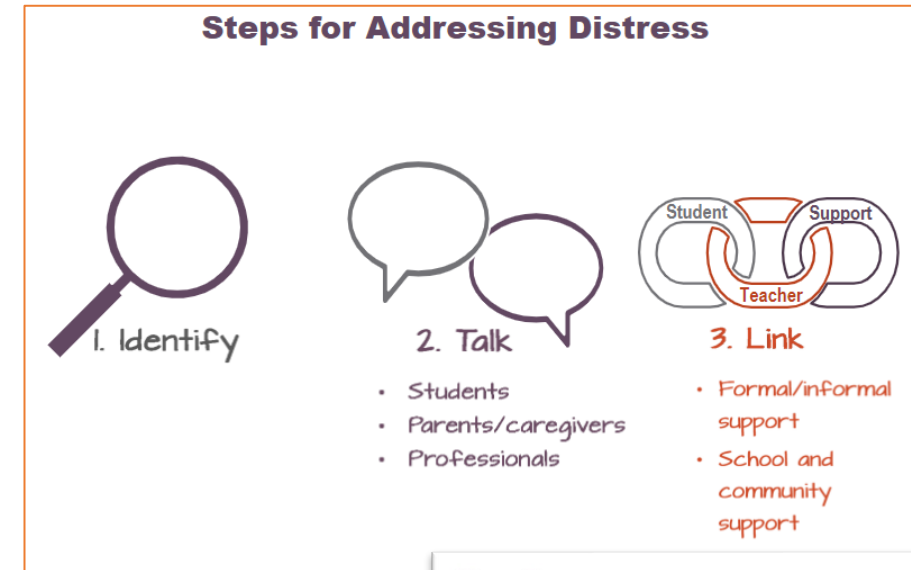 Steps for Addressing Distress
Student
Support
Teacher
1. Identify
2. Talk
• Students
• Parents/caregivers
• Professionals
3. Link
• Formal/informal
support
• School and
community
support